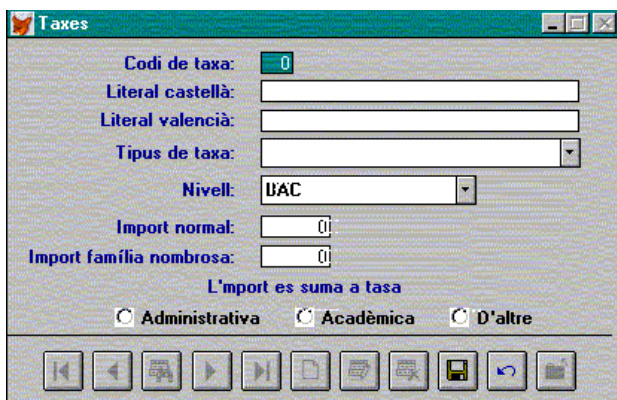 Taxes
Codi de taxa: 0
Literal castellà:
Literal valencià:
Tipus de taxa:
Nivell: BAC
Import normal: 0
Import família nombrosa: 0
L'mport es suma a tasa
Administrativa Acadèmica D'altre